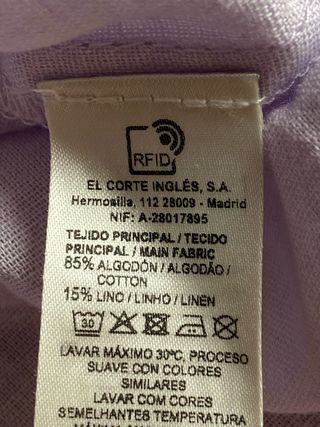 RFID
EL CORTE INGLÉS, S.A.
Hermosilla, 112 28009 - Madrid
NIF: A-28017895
TEJIDO PRINCIPAL / TECIDO
PRINCIPAL / MAIN FABRIC
85% ALGODÓN / ALGODÃO /
COTTON
15% LINO / LINHO / LINEN
30
LAVAR MÁXIMO 30ºC, PROCESO
SUAVE CON COLORES
SIMILARES
LAVAR COM CORES
SEMELHANTES TEMPERATURA